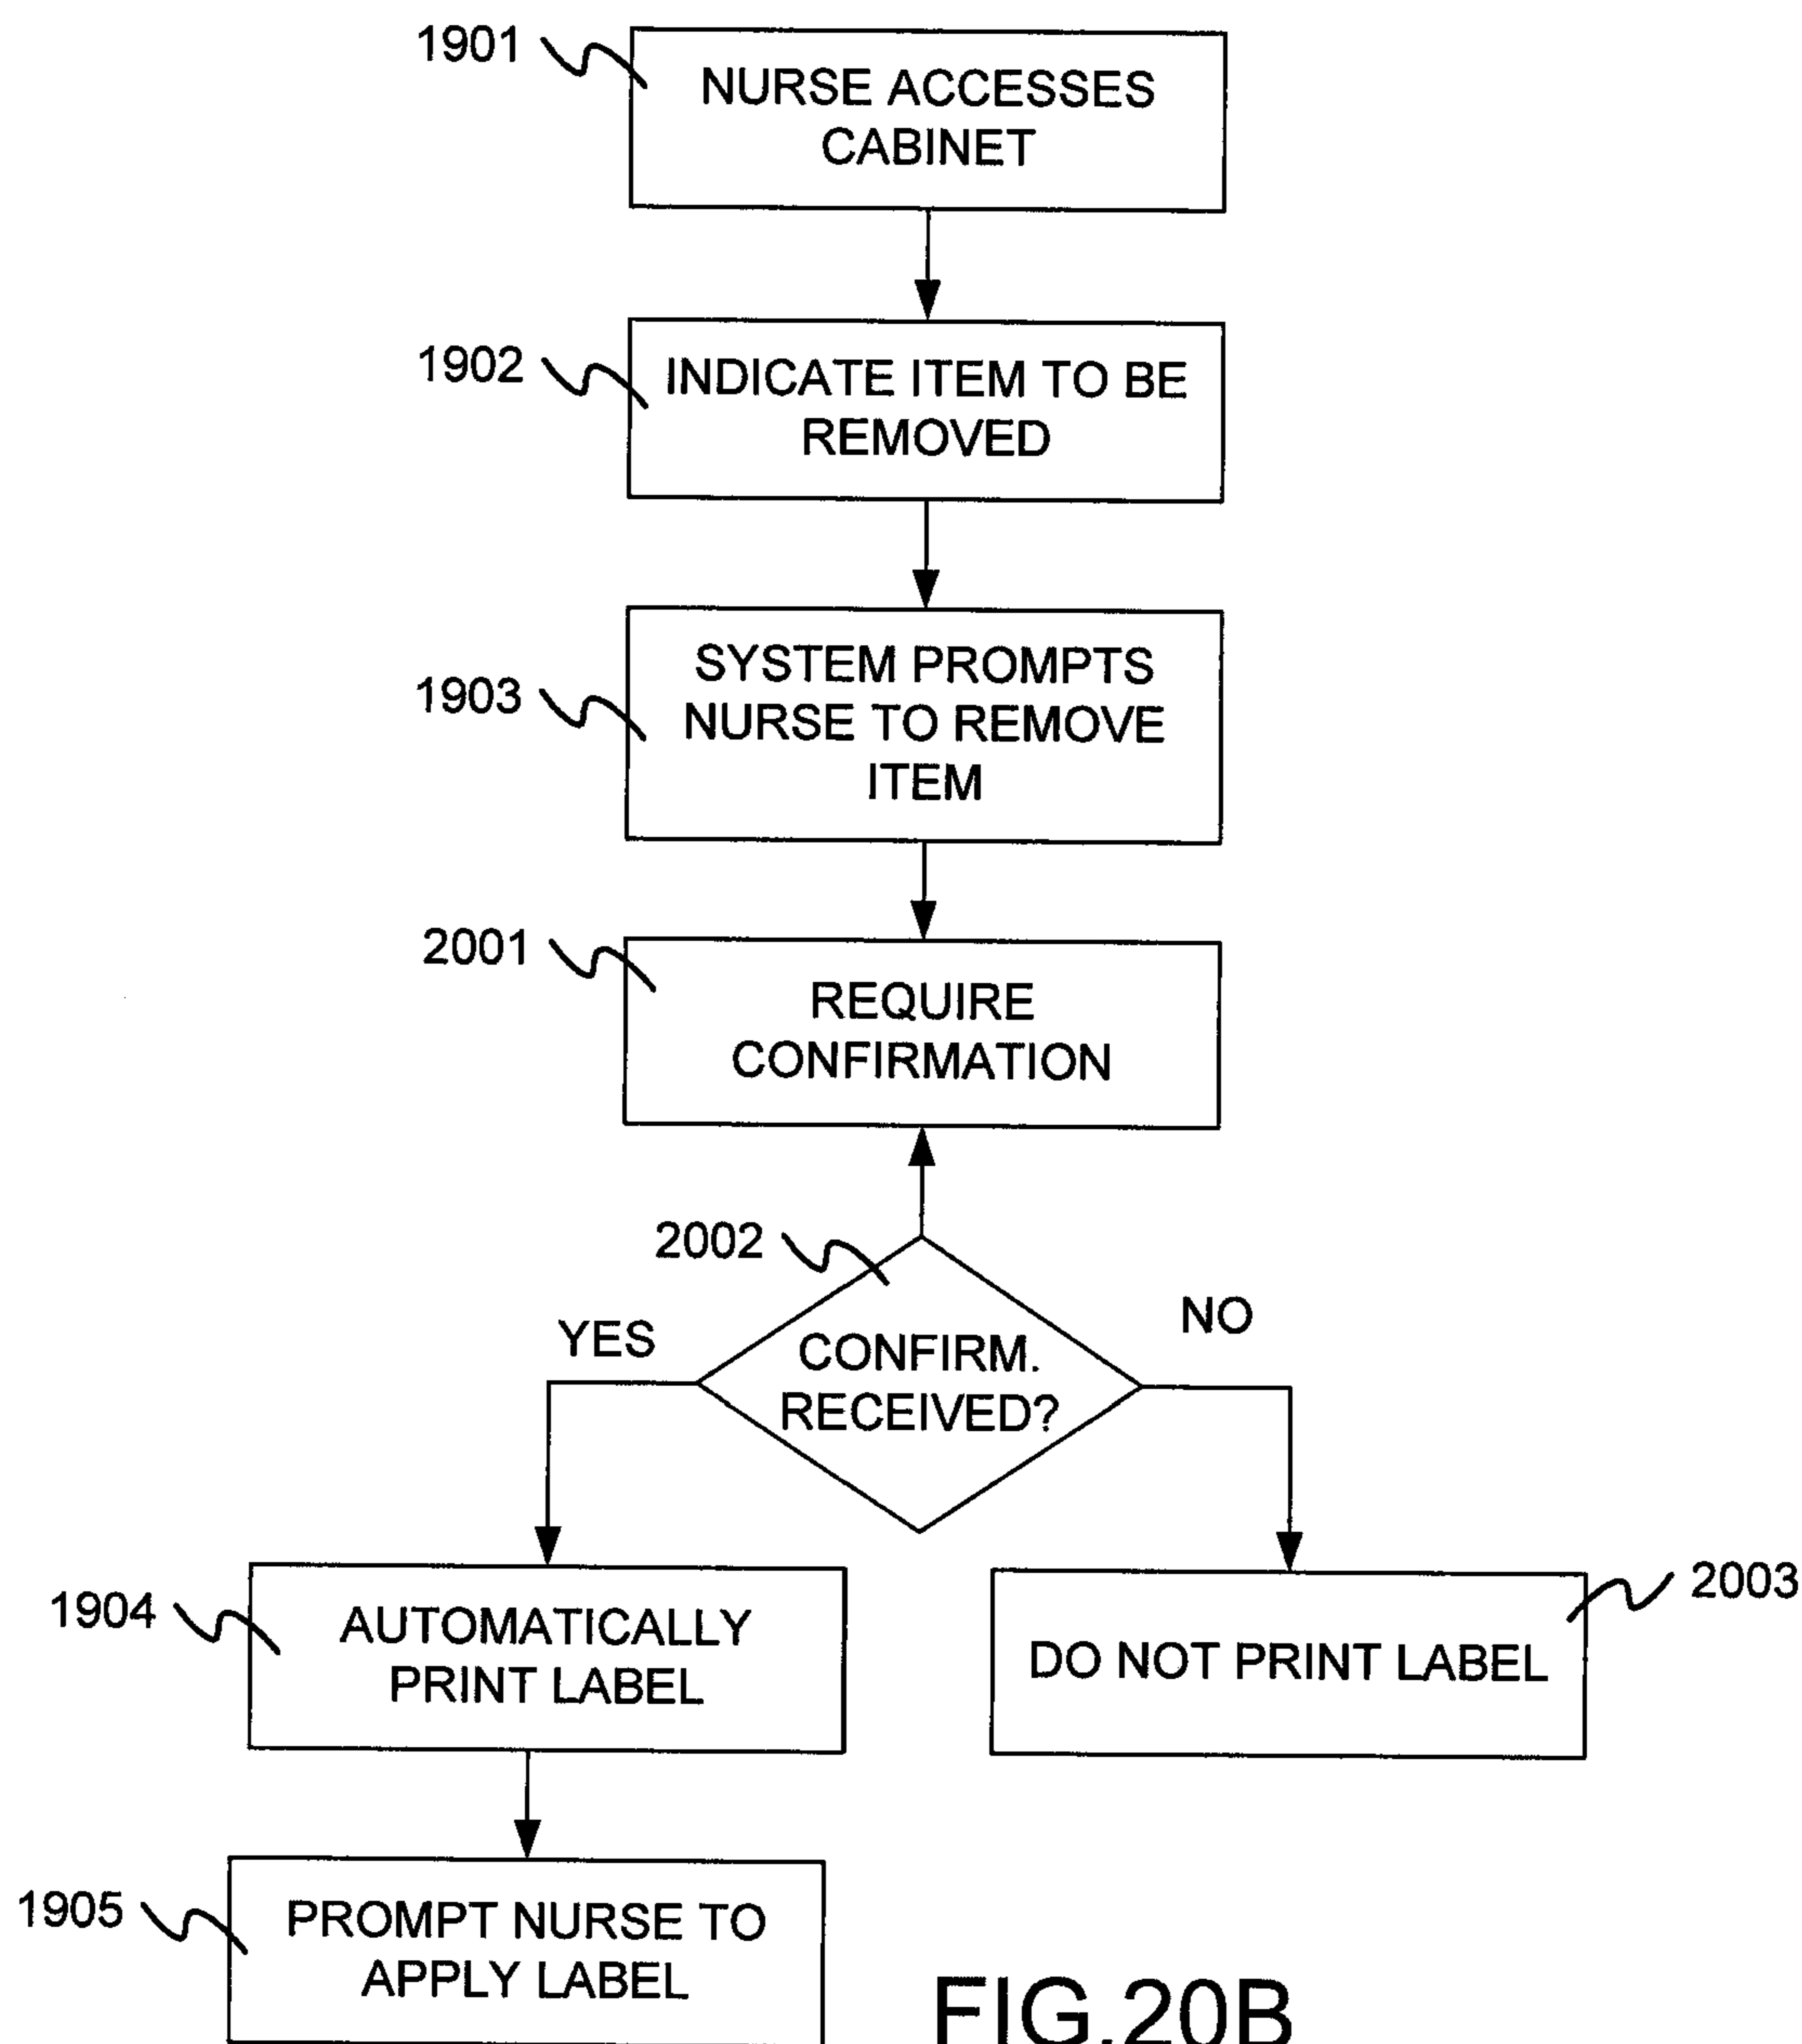 1901
NURSE ACCESSES
CABINET
1902
INDICATE ITEM TO BE
REMOVED
1903
SYSTEM PROMPTS
NURSE TO REMOVE
ITEM
2001
REQUIRE
CONFIRMATION
2002
YES
NO
CONFIRM.
RECEIVED?
1904
AUTOMATICALLY
PRINT LABEL
2003
DO NOT PRINT LABEL
1905
PROMPT NURSE TO
APPLY LABEL
FIG.20B